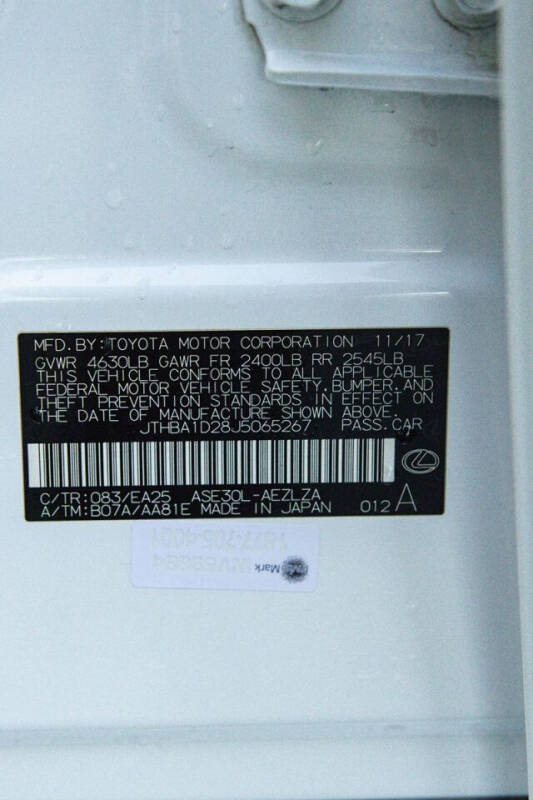 MFD. BY: TOYOTA MOTOR CORPORATION 11/17
GVWR 4630LB GAWR FR 2400LB RR 2545LB
THIS VEHICLE CONFORMS TO ALL APPLICABLE
FEDERAL MOTOR VEHICLE SAFETY, BUMPER, AND
THEFT PREVENTION STANDARDS IN EFFECT ON
THE DATE OF MANUFACTURE SHOWN ABOVE.
JTHBA1D28J5065267 PASS. CAR
C/TR: 083/EA25 ASE30L-AEZLZA
A/TM: B07A/AA81E MADE IN JAPAN 012 A
Mark